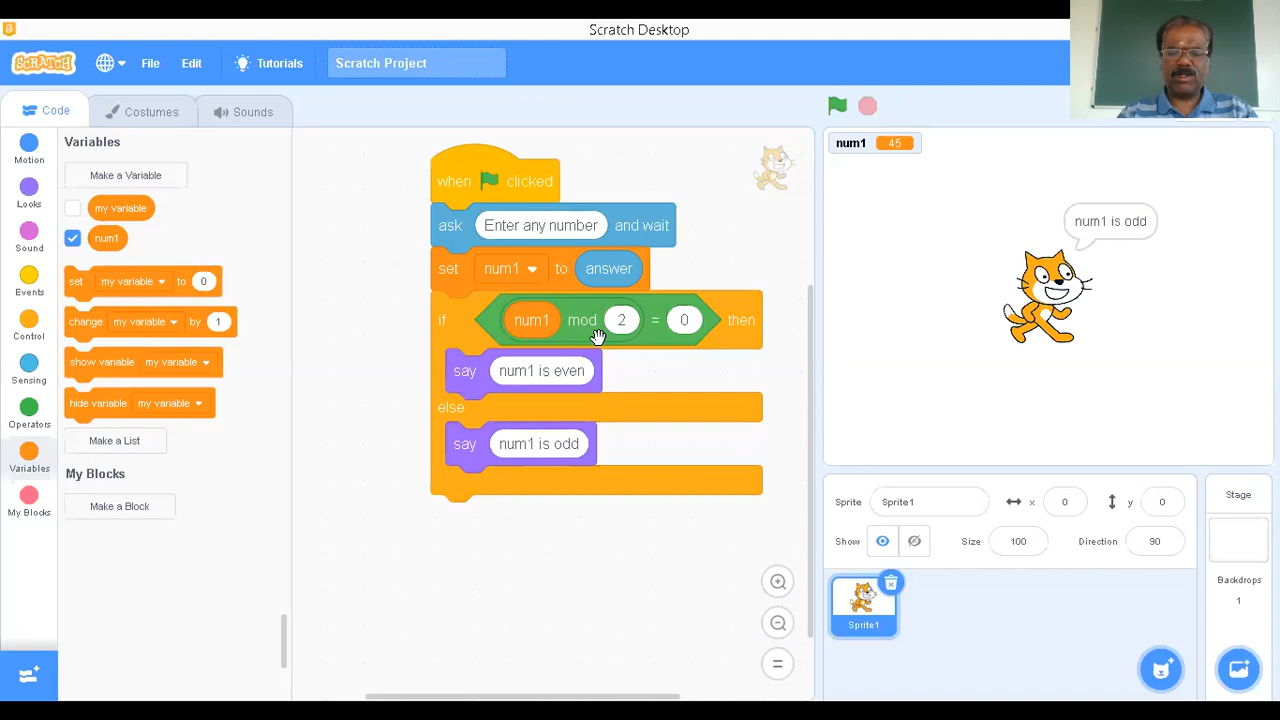 Scratch Desktop
SCRATCH
File
Edit
Tutorials
Scratch Project
Code
Costumes
Sounds
Motion
Looks
Sound
Events
Control
Sensing
Operators
Variables
My Blocks
Variables
Make a Variable
my variable
num1
set my variable to 0
change my variable by 1
show variable my variable
hide variable my variable
Make a List
My Blocks
Make a Block
when clicked
ask Enter any number and wait
set num1 to answer
if num1 mod 2 = 0 then
say num1 is even
else
say num1 is odd
num1 45
num1 is odd
Sprite Sprite1 x 0 y 0
Show Size 100 Direction 90
Sprite1
Stage
Backdrops
1